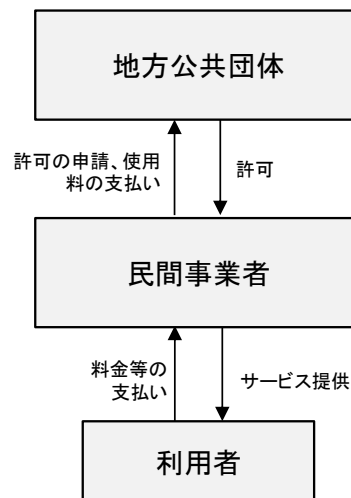 地方公共団体
許可の申請、使用
料の支払い
許可
民間事業者
料金等の
支払い
サービス提供
利用者